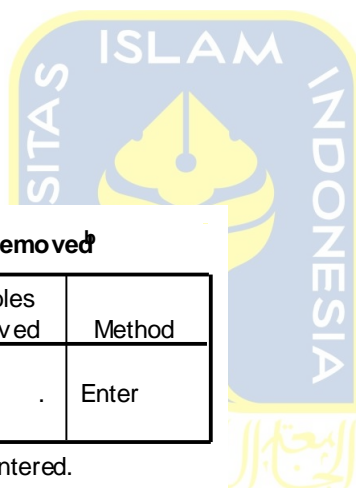 ISLAM
SITAS
INDONESIA
emoved b
bles
ved
Method
.
Enter
ntered.